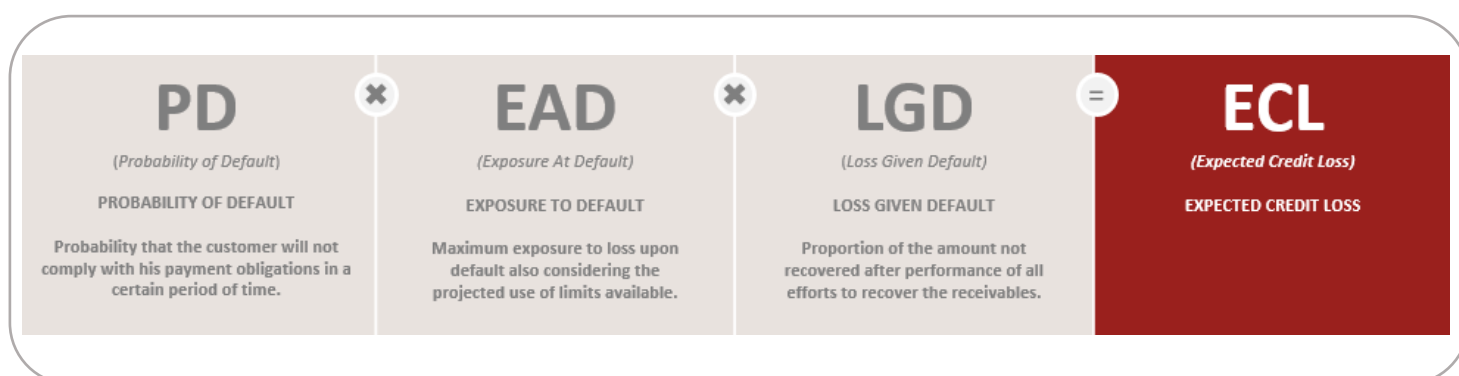 PD
(Probability of Default)
PROBABILITY OF DEFAULT
Probability that the customer will not
comply with his payment obligations in a
certain period of time.
✖
EAD
(Exposure At Default)
EXPOSURE TO DEFAULT
Maximum exposure to loss upon
default also considering the
projected use of limits available.
✖
LGD
(Loss Given Default)
LOSS GIVEN DEFAULT
Proportion of the amount not
recovered after performance of all
efforts to recover the receivables.
=
ECL
(Expected Credit Loss)
EXPECTED CREDIT LOSS